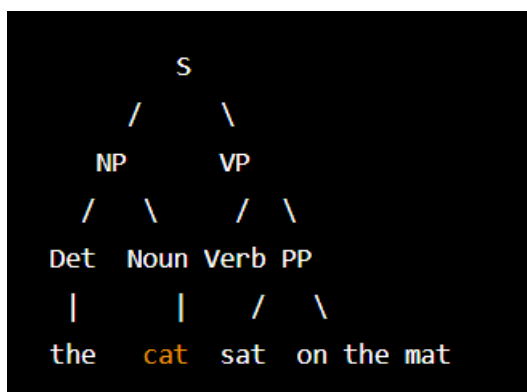 S
/ \
NP VP
/ \ / \
Det Noun Verb PP
| | / \
the cat sat on the mat